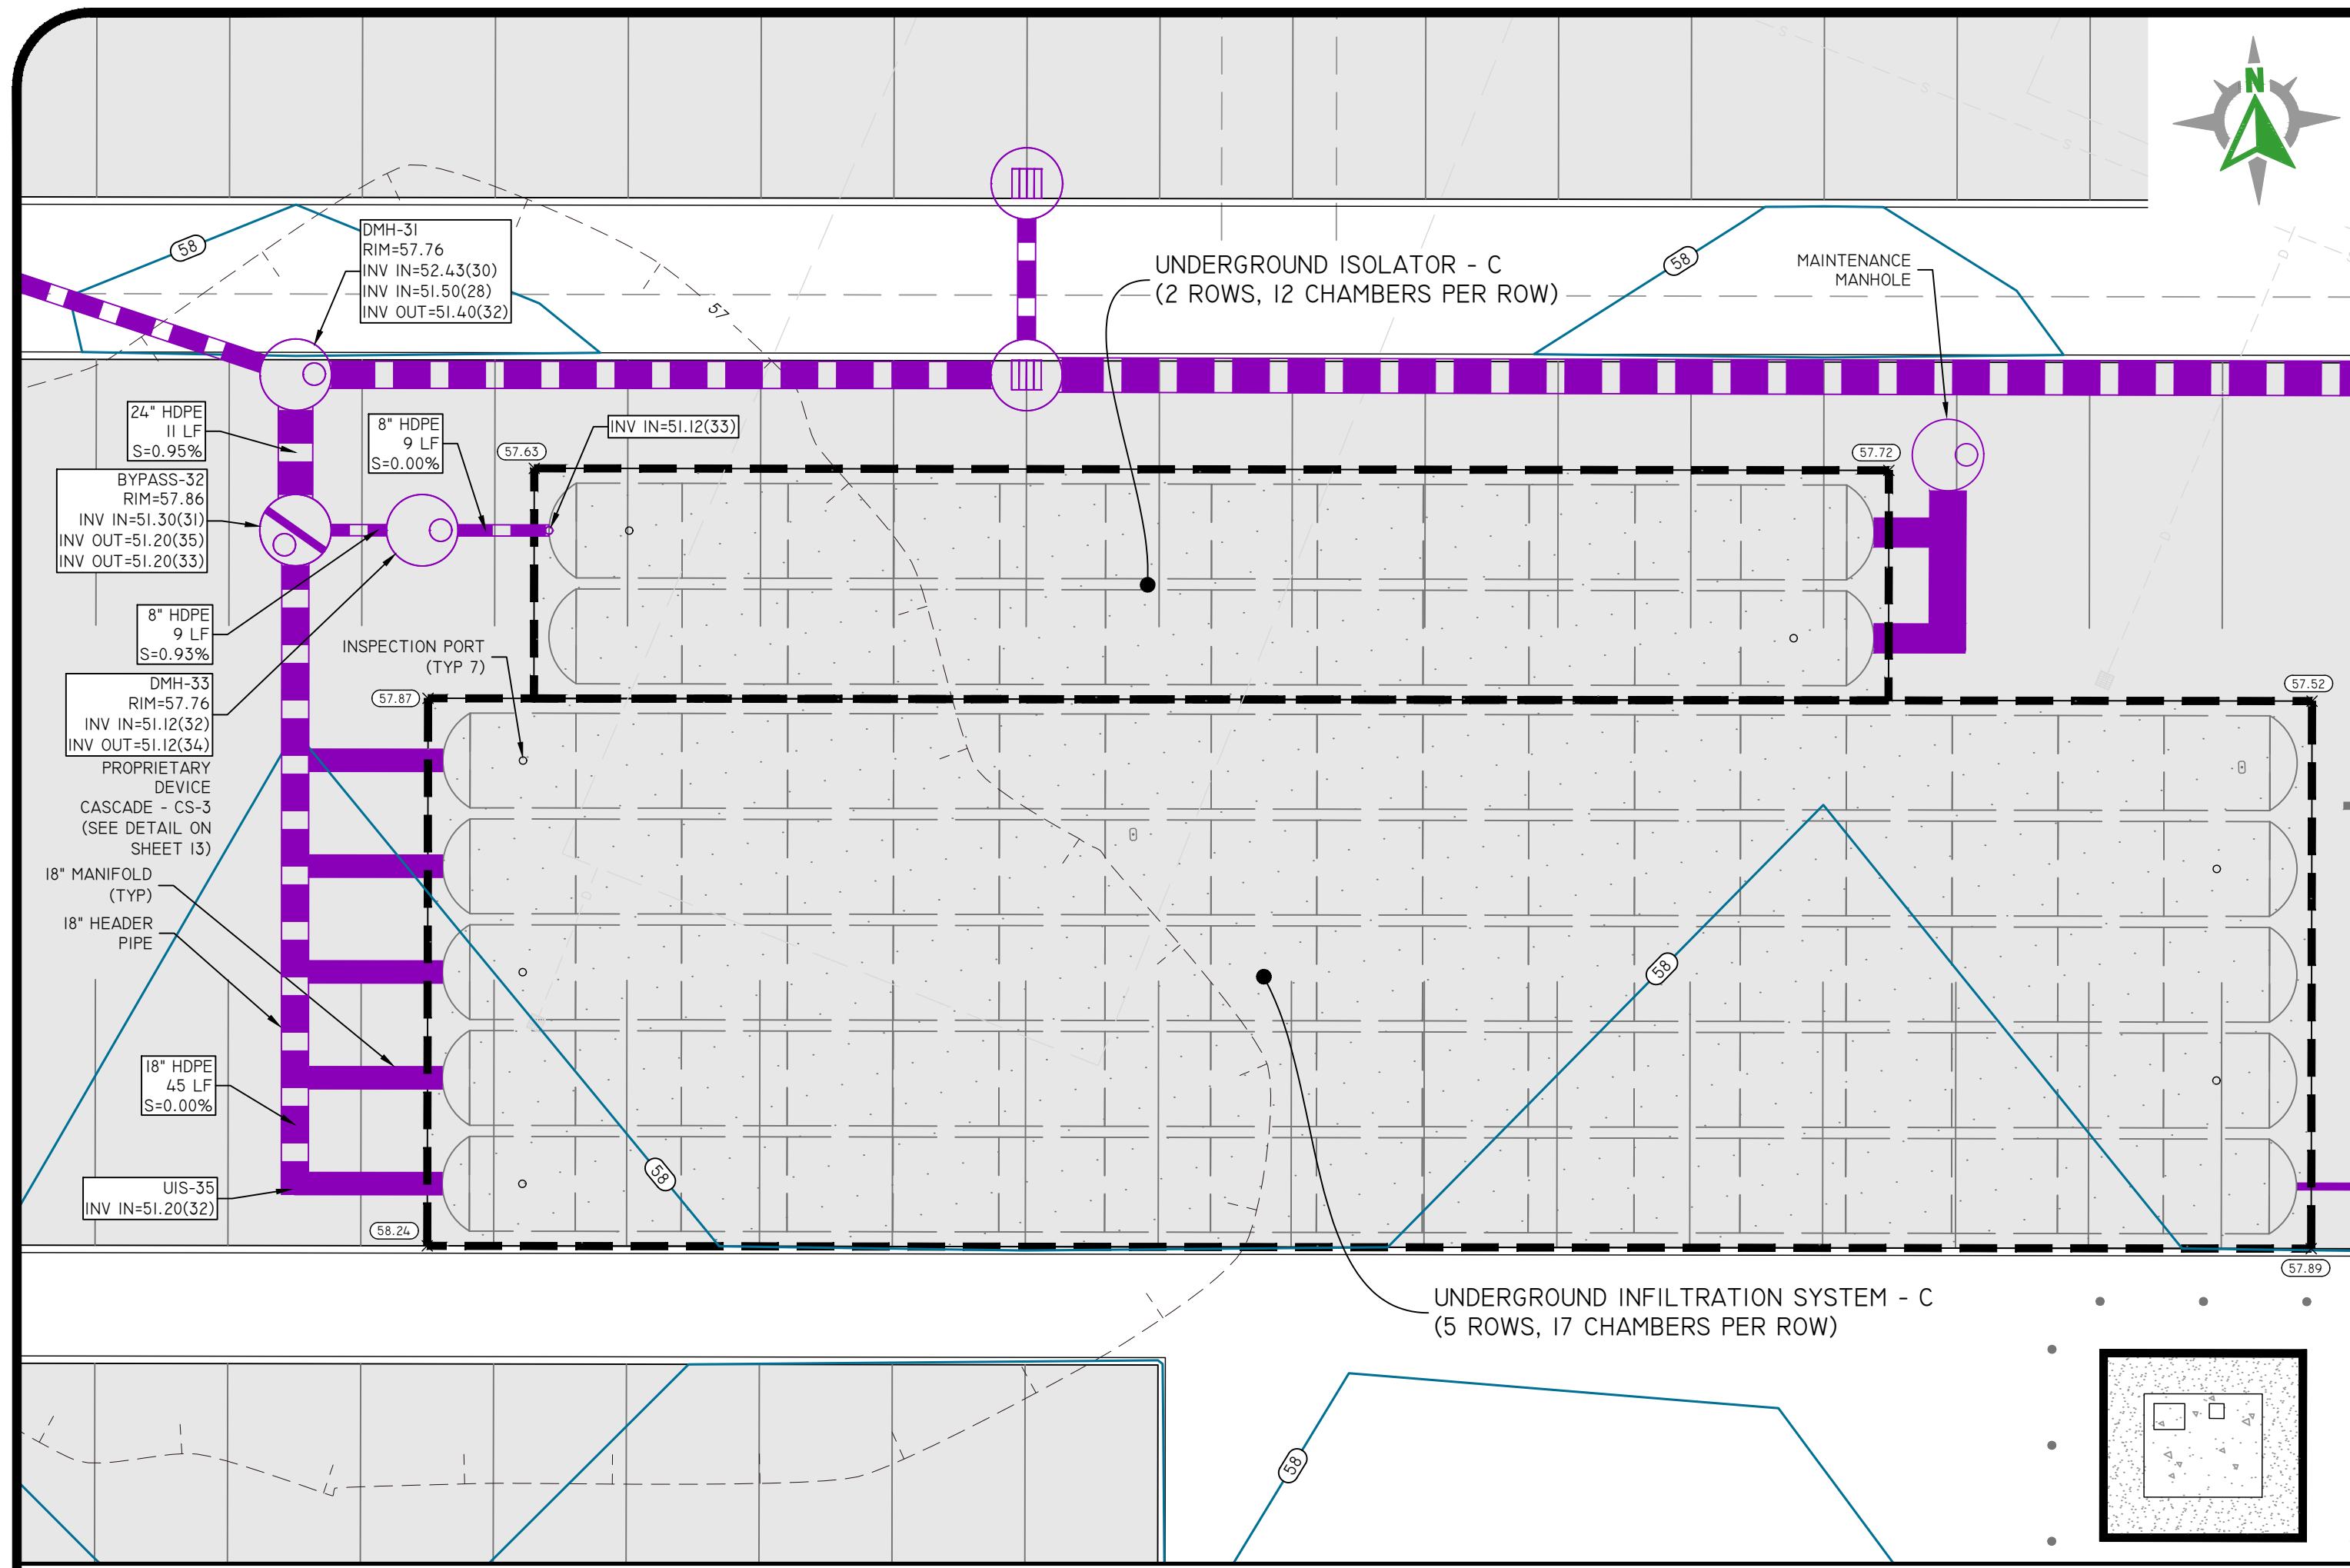 N
58
DMH-31
RIM=57.76
INV IN=52.43(30)
INV IN=51.50(28)
INV OUT=51.40(32)
57
UNDERGROUND ISOLATOR - C
(2 ROWS, 12 CHAMBERS PER ROW)
58
MAINTENANCE
MANHOLE
24" HDPE
11 LF
S=0.95%
8" HDPE
9 LF
S=0.00%
INV IN=51.12(33)
57.63
57.72
BYPASS-32
RIM=57.86
INV IN=51.30(31)
INV OUT=51.20(35)
INV OUT=51.20(33)
8" HDPE
9 LF
S=0.93%
INSPECTION PORT
(TYP 7)
DMH-33
RIM=57.76
INV IN=51.12(32)
INV OUT=51.12(34)
57.87
57.52
PROPRIETARY
DEVICE
CASCADE - CS-3
(SEE DETAIL ON
SHEET 13)
18" MANIFOLD
(TYP)
18" HEADER
PIPE
58
18" HDPE
45 LF
S=0.00%
58
UIS-35
INV IN=51.20(32)
58.24
57.89
UNDERGROUND INFILTRATION SYSTEM - C
(5 ROWS, 17 CHAMBERS PER ROW)
58
S
S
S
D
D
D